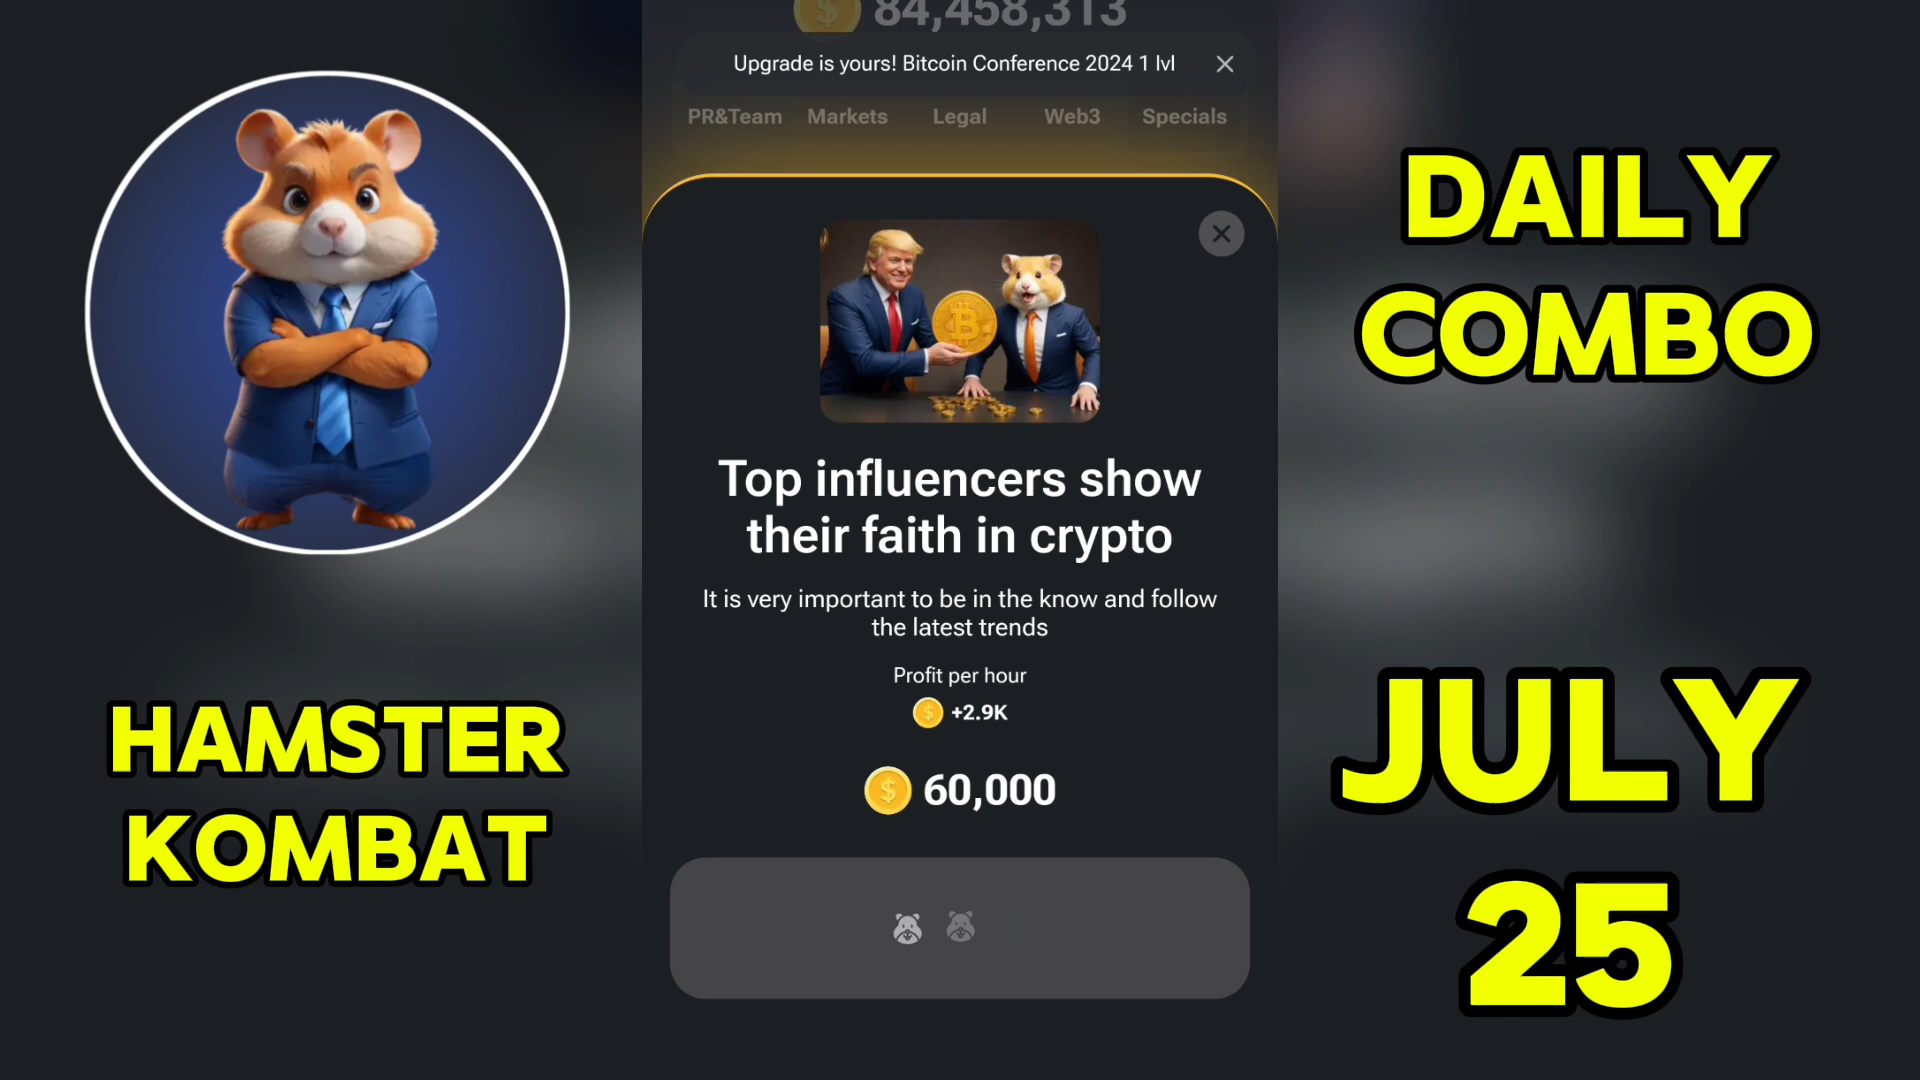 84,458,313
Upgrade is yours! Bitcoin Conference 2024 1 lvl
PR&Team Markets Legal Web3 Specials
Top influencers show
their faith in crypto
It is very important to be in the know and follow
the latest trends
Profit per hour
+2.9K
60,000
HAMSTER
KOMBAT
DAILY
COMBO
JULY
25